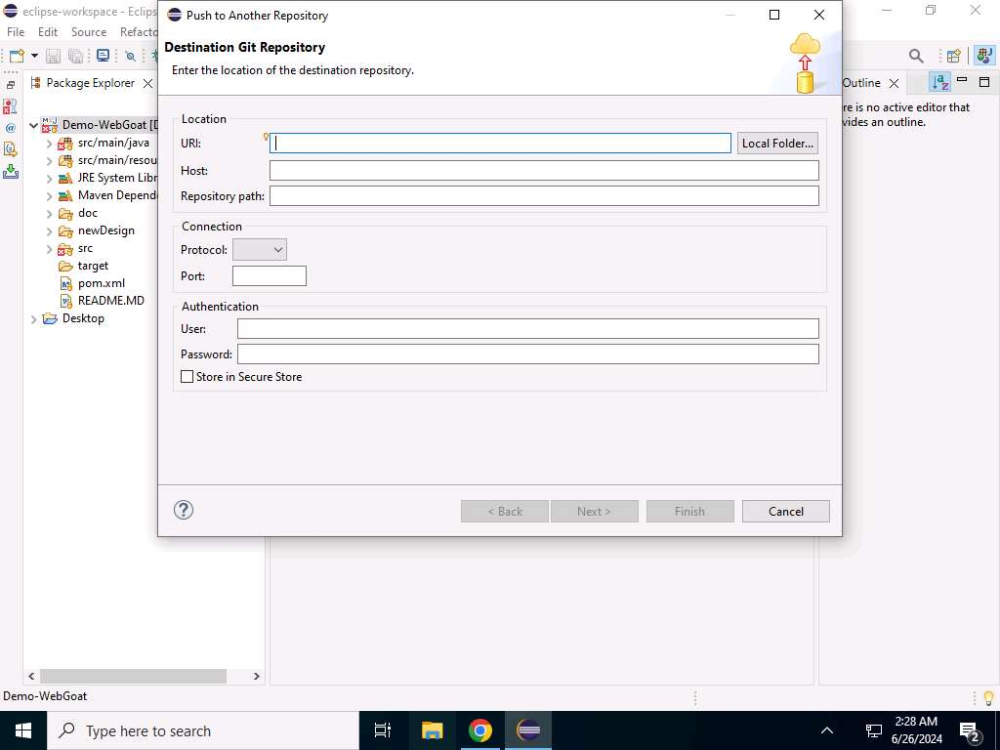 eclipse-workspace - Eclips
Push to Another Repository
File Edit Source Refacto
Destination Git Repository
Enter the location of the destination repository.
Package Explorer
Outline
re is no active editor that
vides an outline.
Demo-WebGoat [D
src/main/java
src/main/resou
JRE System Libr
Maven Depende
doc
newDesign
src
target
pom.xml
README.MD
Desktop
Location
URI:
Local Folder...
Host:
Repository path:
Connection
Protocol:
Port:
Authentication
User:
Password:
Store in Secure Store
< Back
Next >
Finish
Cancel
Demo-WebGoat
Type here to search
2:28 AM
6/26/2024
2